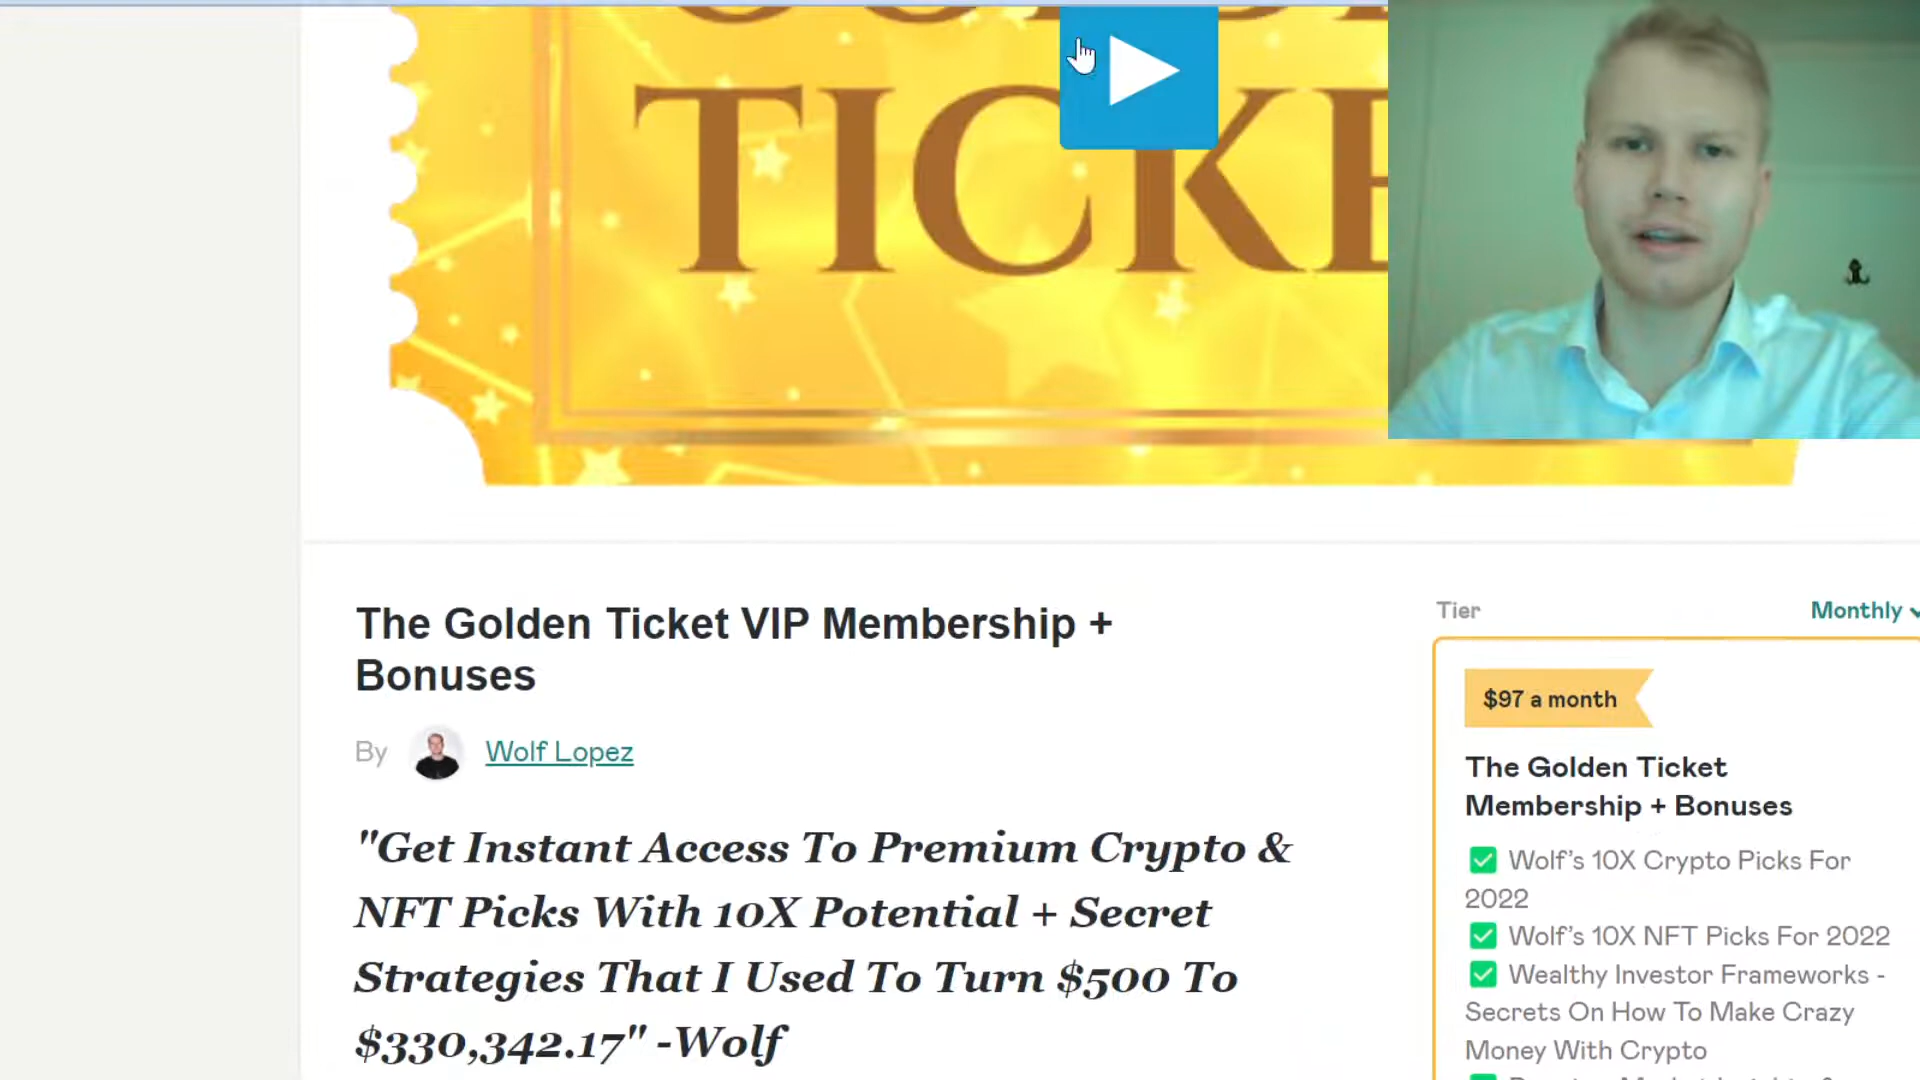 TICKE
The Golden Ticket VIP Membership +
Bonuses
By Wolf Lopez
"Get Instant Access To Premium Crypto &
NFT Picks With 10X Potential + Secret
Strategies That I Used To Turn $500 To
$330,342.17" -Wolf
Tier Monthly
$97 a month
The Golden Ticket
Membership + Bonuses
Wolf's 10X Crypto Picks For
2022
Wolf's 10X NFT Picks For 2022
Wealthy Investor Frameworks -
Secrets On How To Make Crazy
Money With Crypto